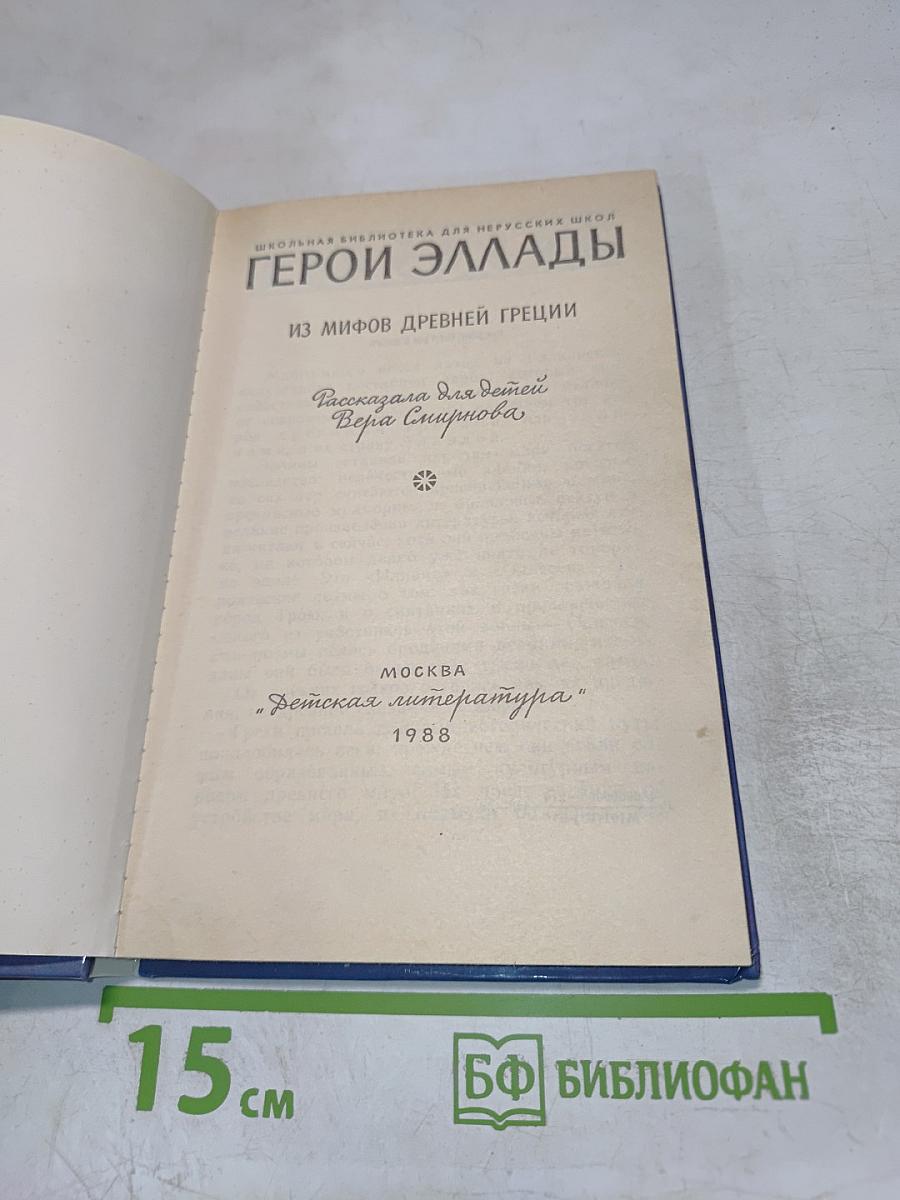 ШКОЛЬНАЯ БИБЛИОТЕКА ДЛЯ НЕРУССКИХ ШКОЛ
ГЕРОИ ЭЛЛАДЫ
ИЗ МИФОВ ДРЕВНЕЙ ГРЕЦИИ
Рассказала для детей
Вера Смирнова
МОСКВА
„Детская литература"
1988
15 см
БФ БИБЛИОФАН